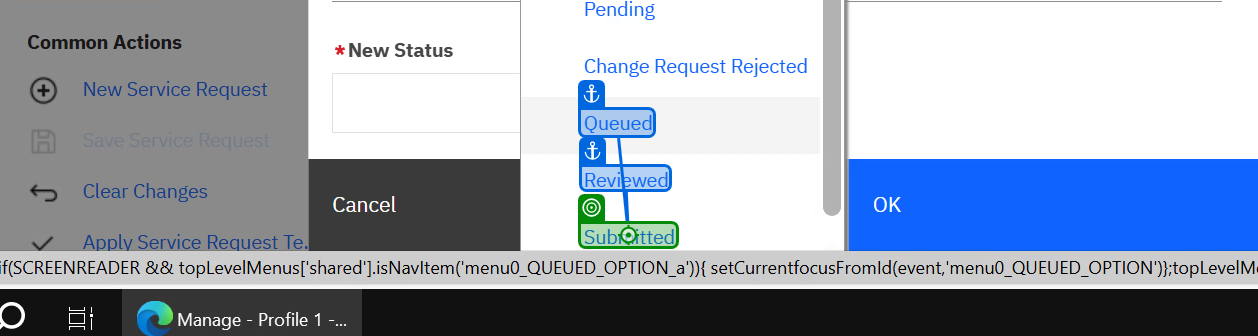 Pending
Common Actions
*New Status
Change Request Rejected
New Service Request
Queued
Save Service Request
Reviewed
Clear Changes
Cancel
OK
Submitted
Apply Service Request Te...
if(SCREENREADER && topLevelMenus['shared'].isNavItem('menu0_QUEUED_OPTION_a')){ setCurrentfocusFromId(event,'menu0_QUEUED_OPTION')};topLevelM
Manage - Profile 1 -...